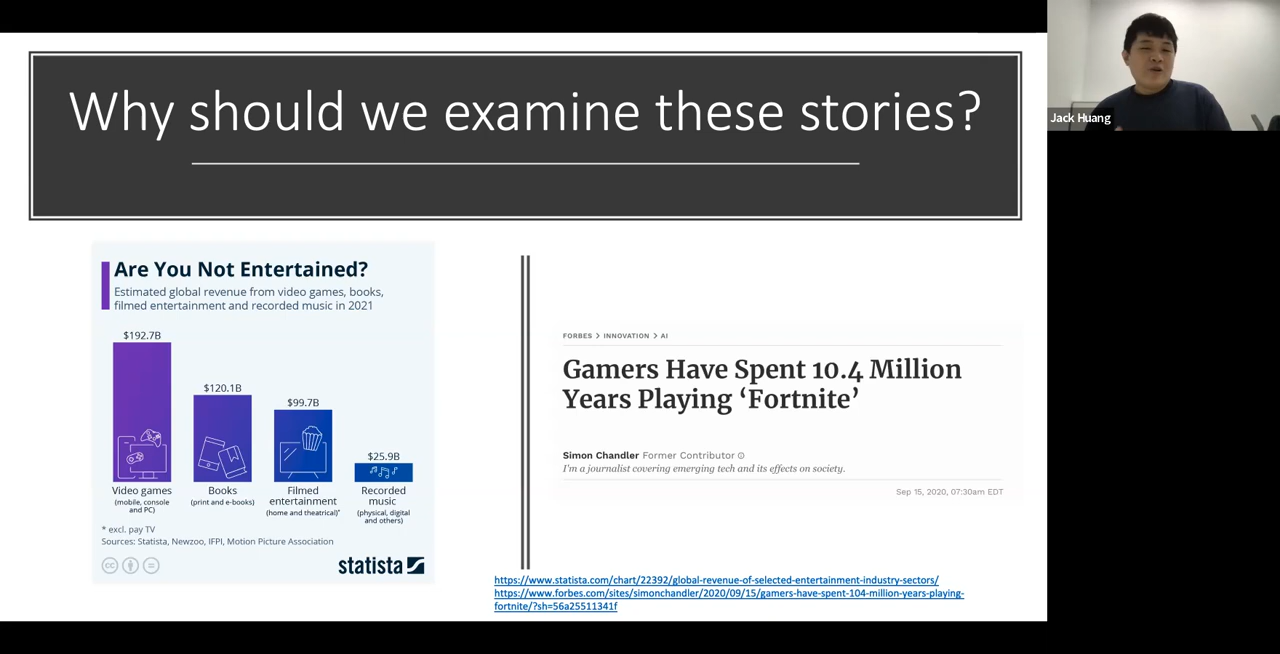 Why should we examine these stories?
Jack Huang
Are You Not Entertained?
Estimated global revenue from video games, books,
filmed entertainment and recorded music in 2021
$192.7B
$120.1B
$99.7B
$25.9B
Video games
(mobile, console
and PC)
Books
(print and e-books)
Filmed
entertainment
(home and theatrical)*
Recorded
music
(physical, digital
and others)
* excl. pay TV
Sources: Statista, Newzoo, IFPI, Motion Picture Association
cc
statista
FORBES > INNOVATION > AI
Gamers Have Spent 10.4 Million
Years Playing ‘Fortnite’
Simon Chandler Former Contributor
I'm a journalist covering emerging tech and its effects on society.
Sep 15, 2020, 07:30am EDT
https://www.statista.com/chart/22392/global-revenue-of-selected-entertainment-industry-sectors/
https://www.forbes.com/sites/simonchandler/2020/09/15/gamers-have-spent-104-million-years-playing-
fortnite/?sh=56a25511341f